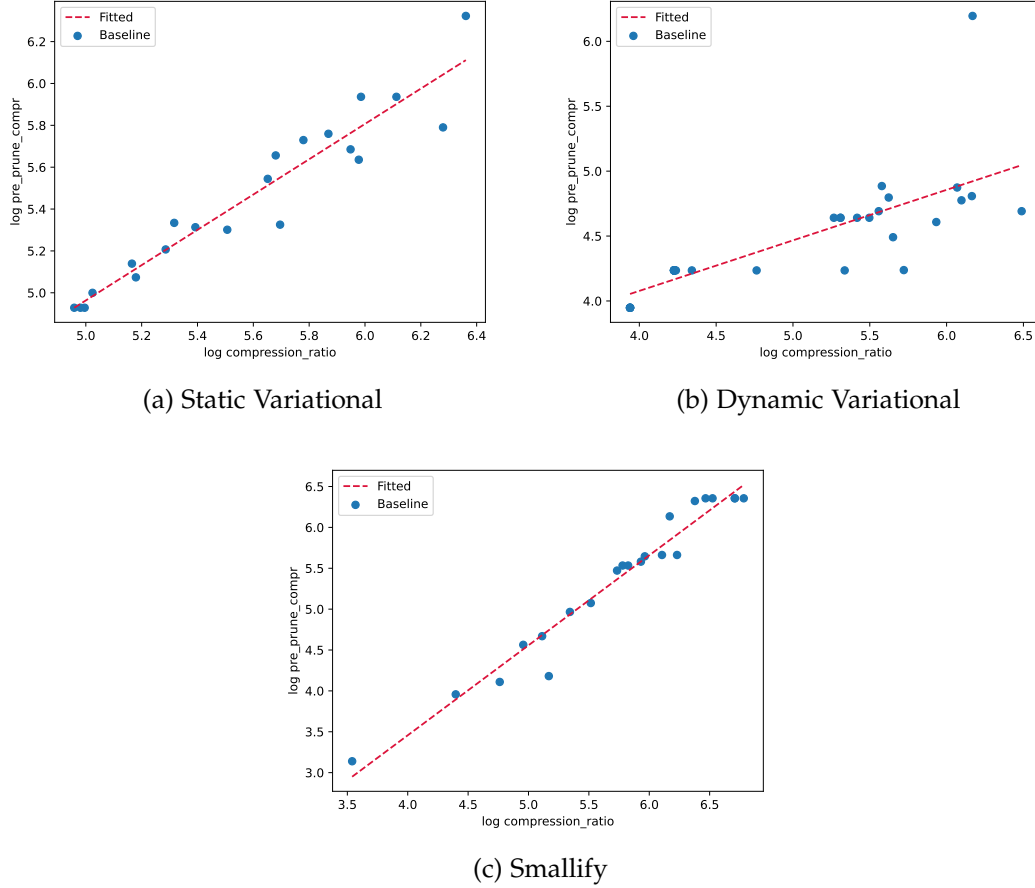 Fitted
Baseline
6.2
6.0
5.8
5.6
5.4
5.2
5.0
log pre_prune_compr
5.0 5.2 5.4 5.6 5.8 6.0 6.2 6.4
log compression_ratio
(a) Static Variational
Fitted
Baseline
6.0
5.5
5.0
4.5
4.0
log pre_prune_compr
4.0 4.5 5.0 5.5 6.0 6.5
log compression_ratio
(b) Dynamic Variational
Fitted
Baseline
6.5
6.0
5.5
5.0
4.5
4.0
3.5
3.0
log pre_prune_compr
3.5 4.0 4.5 5.0 5.5 6.0 6.5
log compression_ratio
(c) Smallify